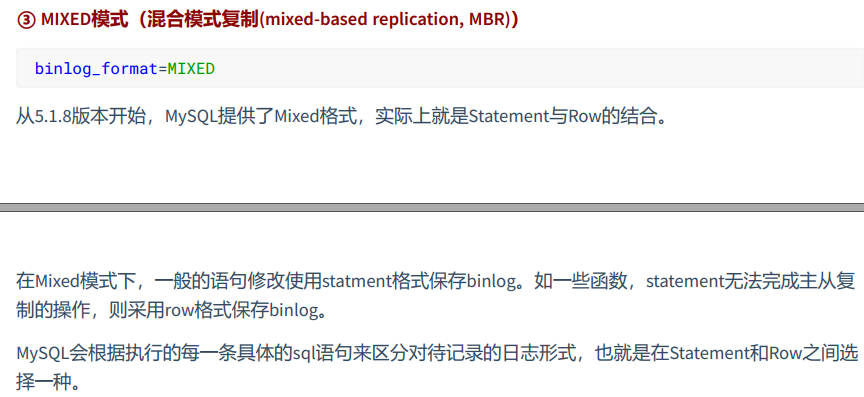 ③ MIXED模式（混合模式复制(mixed-based replication, MBR)）
binlog_format=MIXED
从5.1.8版本开始，MySQL提供了Mixed格式，实际上就是Statement与Row的结合。
在Mixed模式下，一般的语句修改使用statment格式保存binlog。如一些函数，statement无法完成主从复
制的操作，则采用row格式保存binlog。
MySQL会根据执行的每一条具体的sql语句来区分对待记录的日志形式，也就是在Statement和Row之间选
择一种。